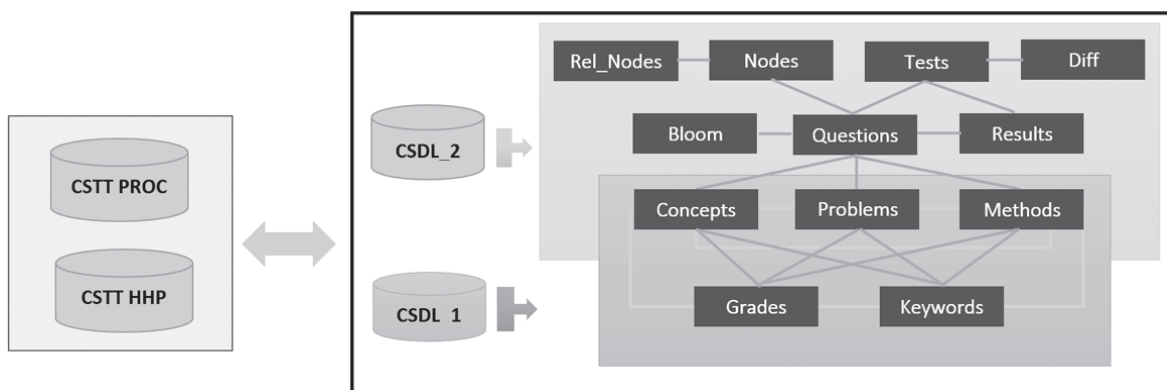 CSTT PROC
CSTT HHP
CSDL_2
CSDL_1
Rel_Nodes
Nodes
Tests
Diff
Bloom
Questions
Results
Concepts
Problems
Methods
Grades
Keywords